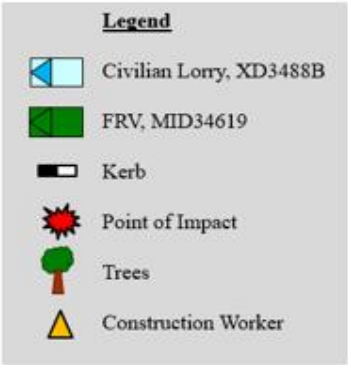 Legend
Civilian Lorry, XD3488B
FRV, MID34619
Kerb
Point of Impact
Trees
Construction Worker